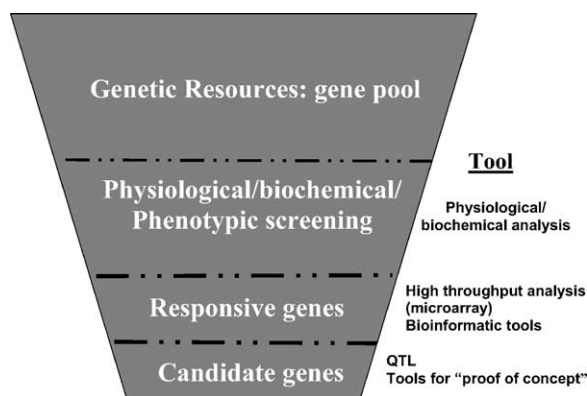 Genetic Resources: gene pool
Tool
Physiological/biochemical/
Phenotypic screening
Physiological/
biochemical analysis
Responsive genes
High throughput analysis
(microarray)
Bioinformatic tools
Candidate genes
QTL
Tools for “proof of concept”